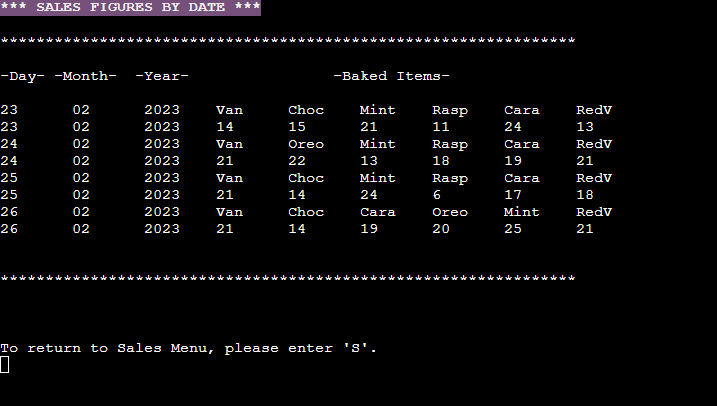 *** SALES FIGURES BY DATE ***
****************************************************************
-Day- -Month-  -Year-                -Baked Items-
23      02      2023    Van     Choc    Mint    Rasp    Cara    RedV
23      02      2023    14      15      21      11      24      13
24      02      2023    Van     Oreo    Mint    Rasp    Cara    RedV
24      02      2023    21      22      13      18      19      21
25      02      2023    Van     Choc    Mint    Rasp    Cara    RedV
25      02      2023    21      14      24      6       17      18
26      02      2023    Van     Choc    Cara    Oreo    Mint    RedV
26      02      2023    21      14      19      20      25      21
****************************************************************
To return to Sales Menu, please enter 'S'.